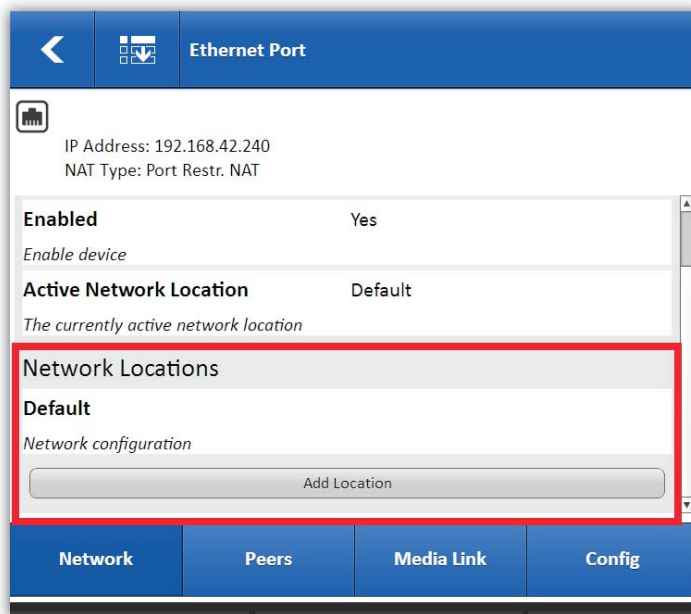 Ethernet Port
IP Address: 192.168.42.240
NAT Type: Port Restr. NAT
Enabled Yes
Enable device
Active Network Location Default
The currently active network location
Network Locations
Default
Network configuration
Add Location
Network Peers Media Link Config